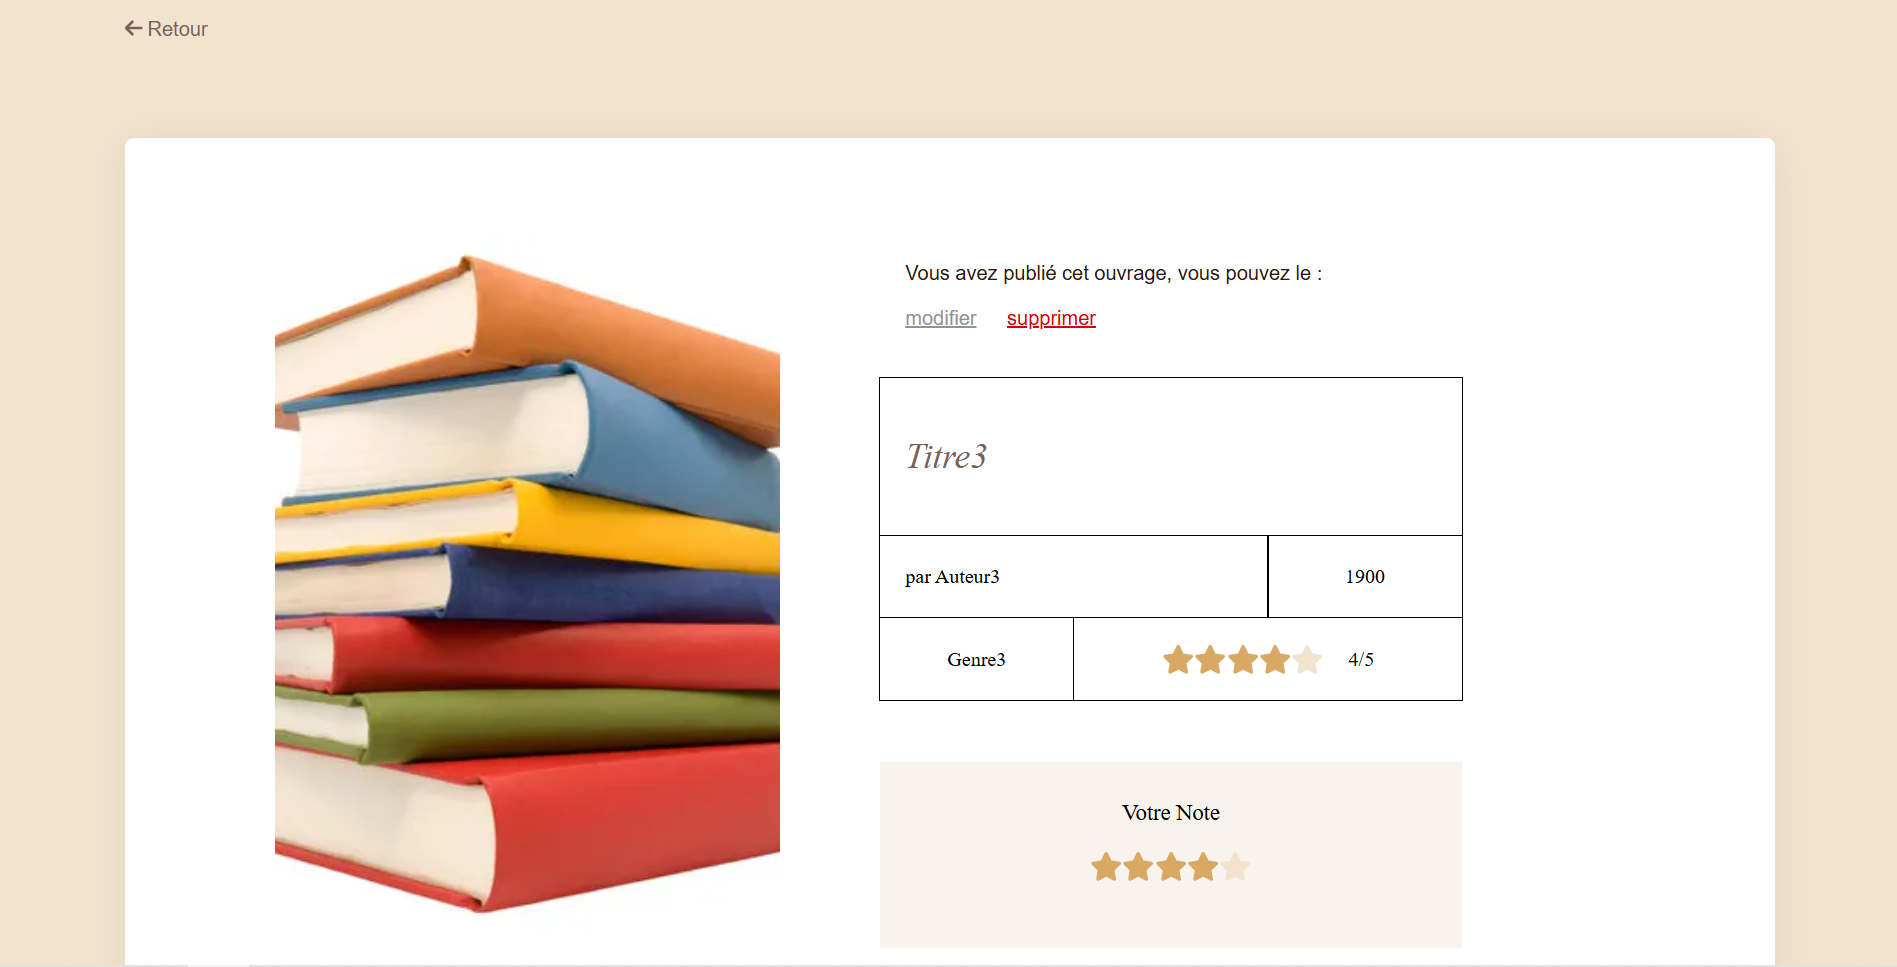 Retour
Vous avez publié cet ouvrage, vous pouvez le :
modifier supprimer
Titre3
par Auteur3 1900
Genre3 4/5
Votre Note